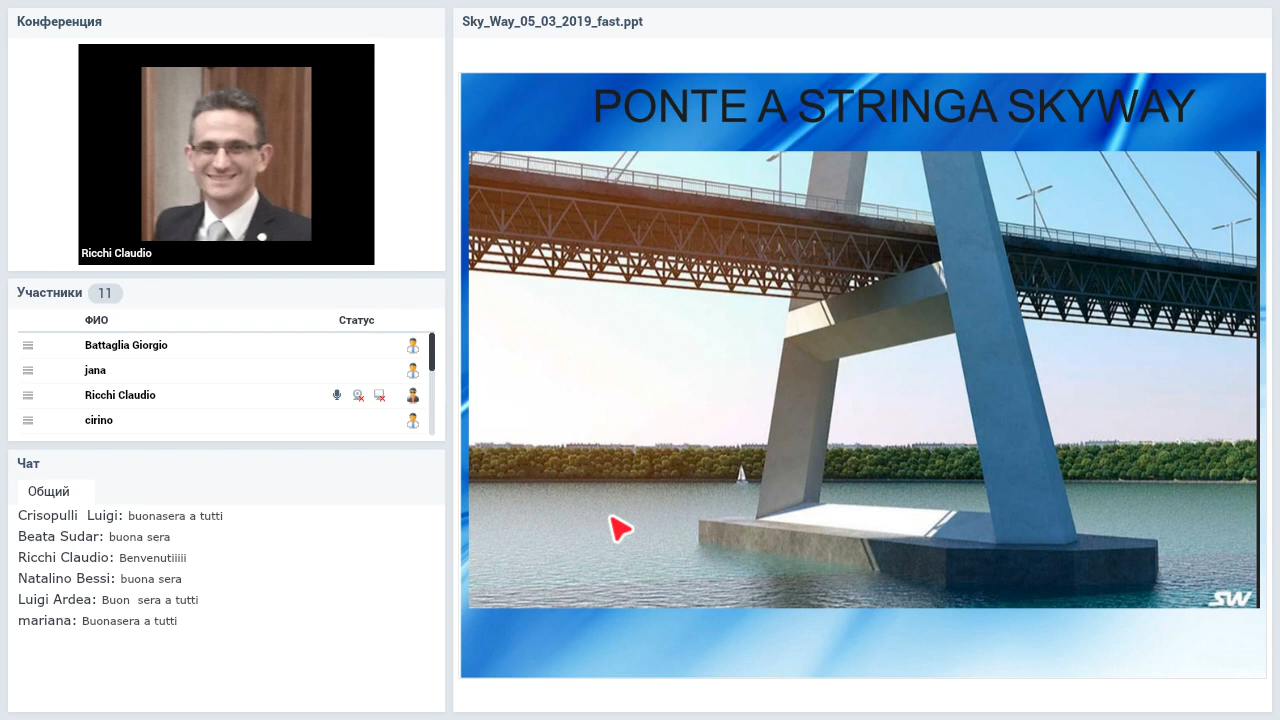 Конференция
Ricchi Claudio
Участники 11
ФИО Статус
Battaglia Giorgio
jana
Ricchi Claudio
cirino
Чат
Общий
Crisopulli Luigi: buonasera a tutti
Beata Sudar: buona sera
Ricchi Claudio: Benvenutiiiii
Natalino Bessi: buona sera
Luigi Ardea: Buon sera a tutti
mariana: Buonasera a tutti
Sky_Way_05_03_2019_fast.ppt
PONTE A STRINGA SKYWAY
SW